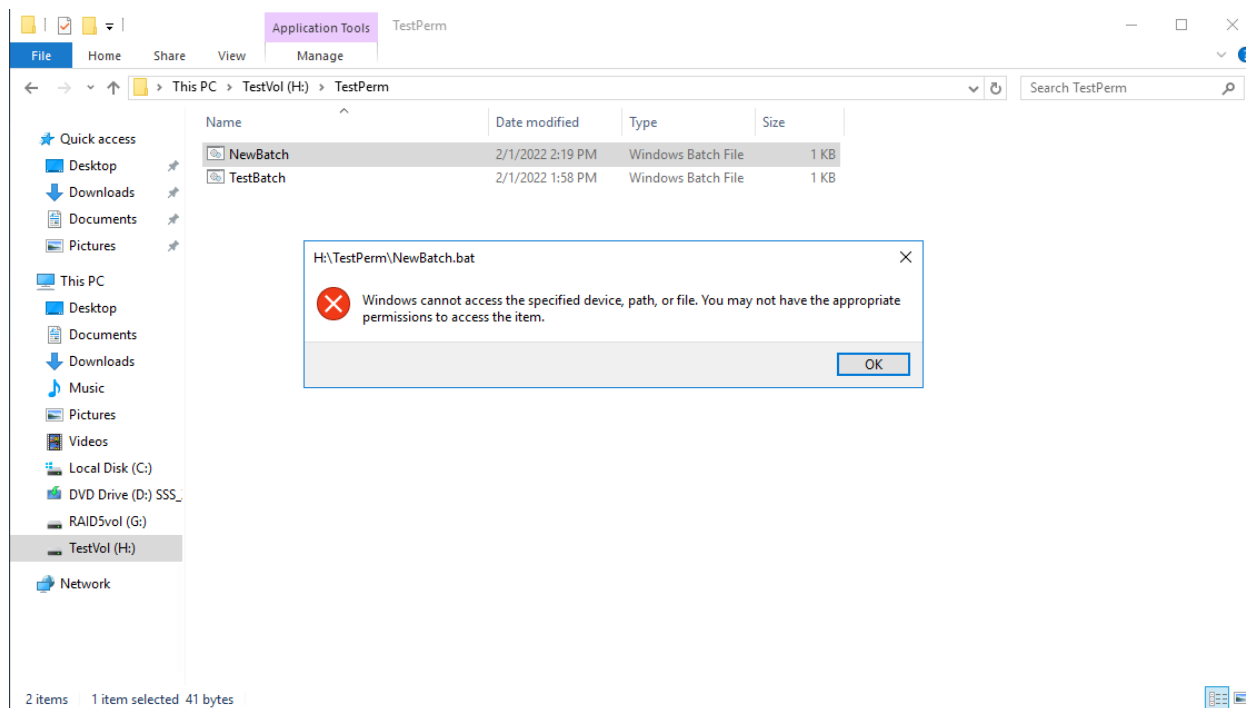 Application Tools TestPerm
File Home Share View Manage
This PC > TestVol (H:) > TestPerm
Search TestPerm
Name Date modified Type Size
Quick access
Desktop
Downloads
Documents
Pictures
This PC
Desktop
Documents
Downloads
Music
Pictures
Videos
Local Disk (C:)
DVD Drive (D:) SSS_
RAID5vol (G:)
TestVol (H:)
Network
NewBatch 2/1/2022 2:19 PM Windows Batch File 1 KB
TestBatch 2/1/2022 1:58 PM Windows Batch File 1 KB
H:\TestPerm\NewBatch.bat
Windows cannot access the specified device, path, or file. You may not have the appropriate
permissions to access the item.
OK
2 items 1 item selected 41 bytes